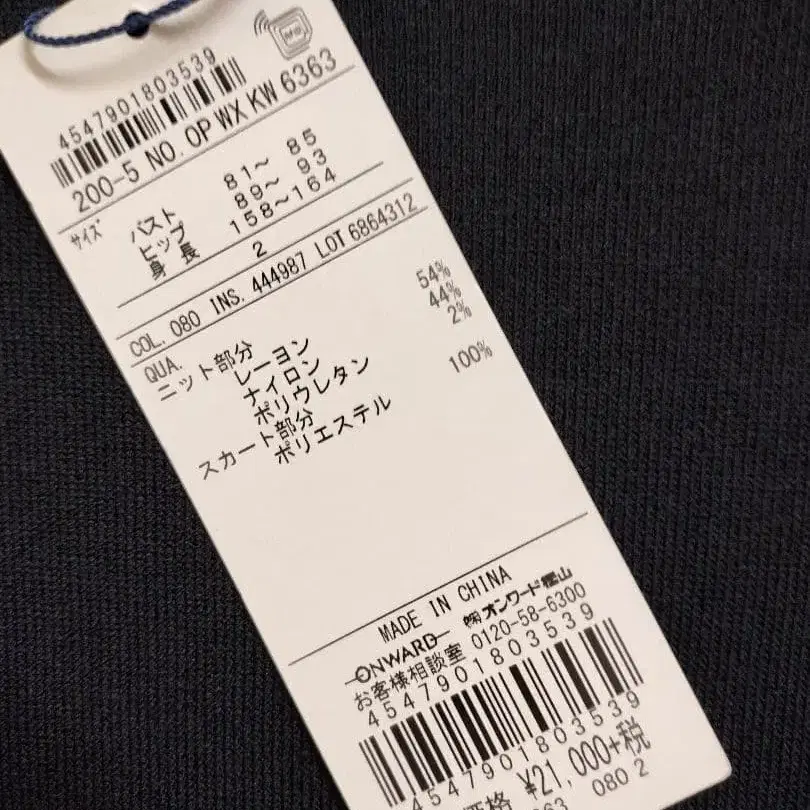 4547901803539
200-5 NO. OP WX KW 6363
サイズ
バスト 81～ 85
ヒップ 89～ 93
身 長 158～164
2
COL. 080 INS. 444987 LOT 6864312
QUA.
ニット部分
レーヨン 54%
ナイロン 44%
ポリウレタン 2%
スカート部分
ポリエステル 100%
MADE IN CHINA
ONWARD ㈱オンワード樫山
お客様相談室 0120-58-6300
4547901803539
4547901803539
価格 ¥21,000+税
080 2